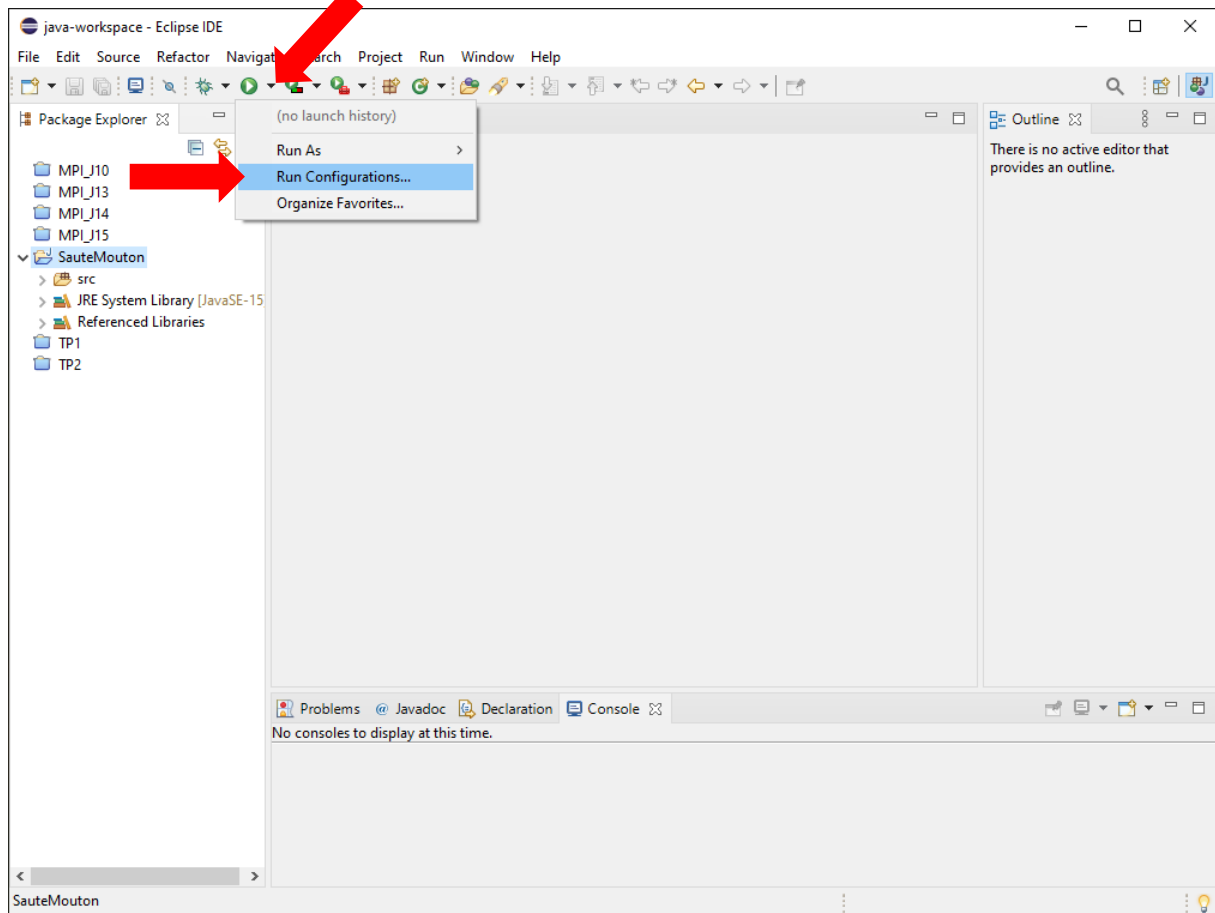 java-workspace - Eclipse IDE
File Edit Source Refactor Navigat arch Project Run Window Help
Package Explorer
(no launch history)
Run As
Run Configurations...
Organize Favorites...
Outline
There is no active editor that
provides an outline.
MPI_J10
MPI_J13
MPI_J14
MPI_J15
SauteMouton
src
JRE System Library [JavaSE-15
Referenced Libraries
TP1
TP2
Problems @ Javadoc Declaration Console
No consoles to display at this time.
SauteMouton